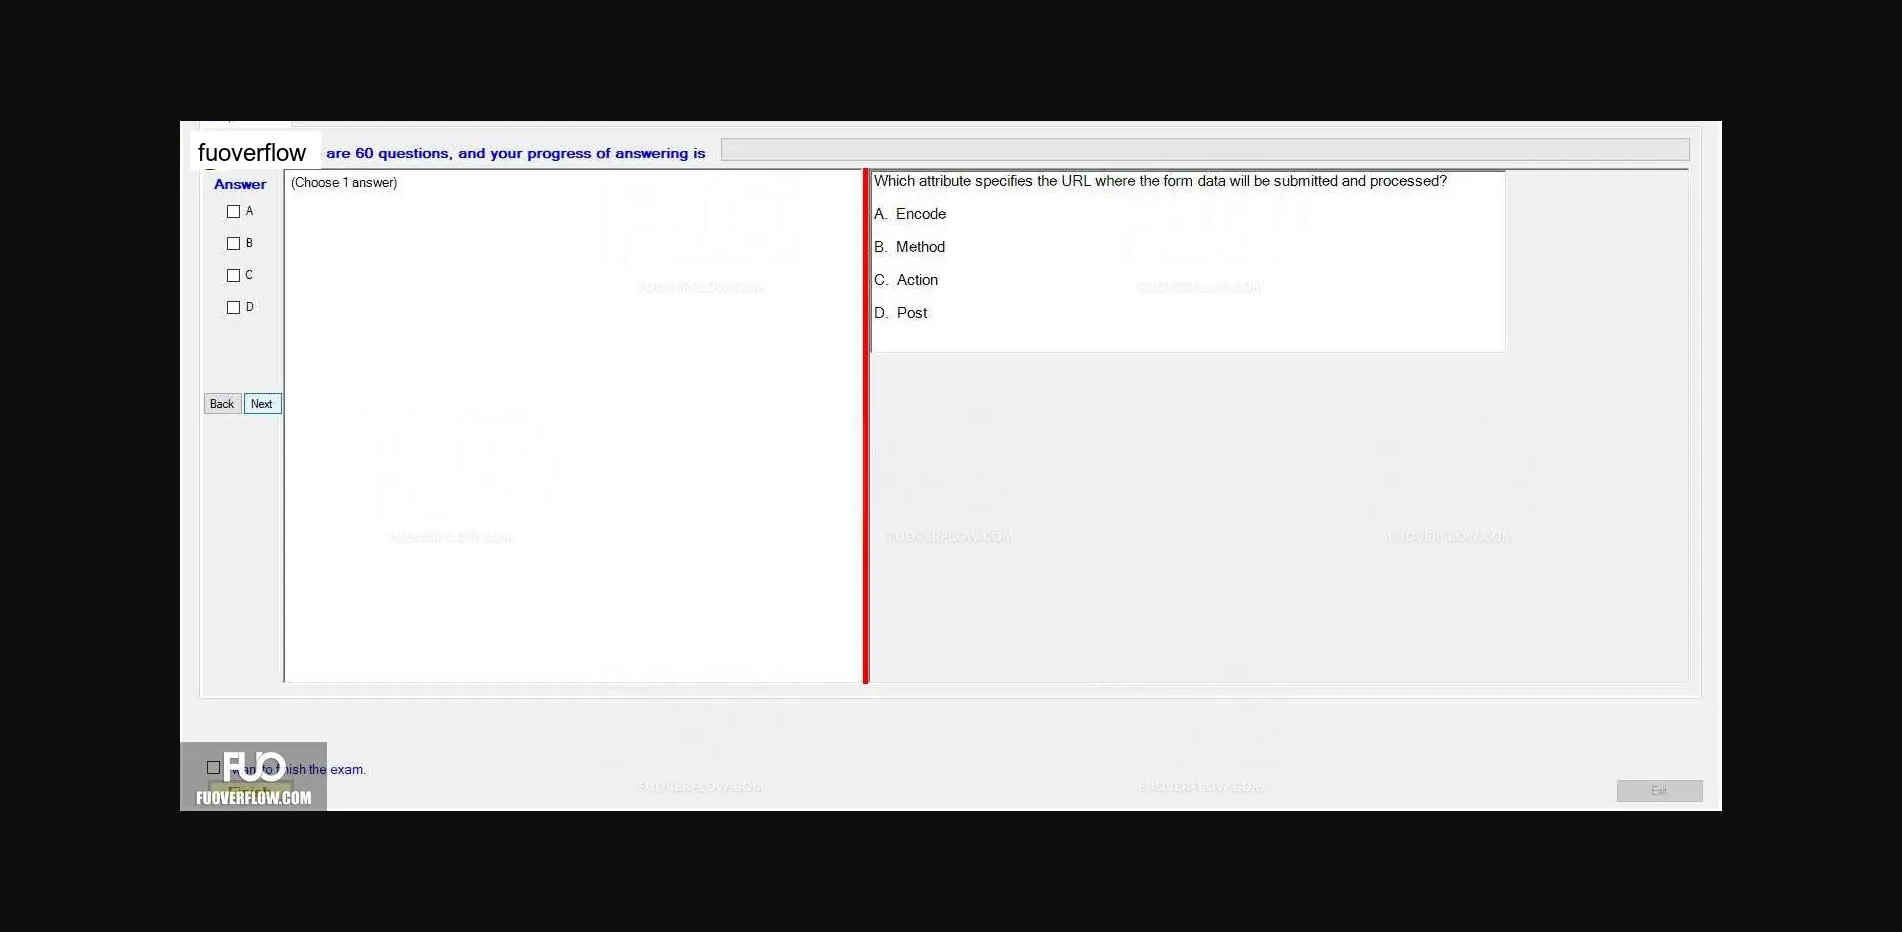 fuoverflow are 60 questions, and your progress of answering is
Answer
(Choose 1 answer)
A
B
C
D
Back Next
Which attribute specifies the URL where the form data will be submitted and processed?
A. Encode
B. Method
C. Action
D. Post
FUOVERFLOW.COM FUOVERFLOW.COM
FUOVERFLOW.COM FUOVERFLOW.COM FUOVERFLOW.COM
FUOVERFLOW.COM FUOVERFLOW.COM
FUO
to finish the exam.
Finish
FUOVERFLOW.COM
Exit